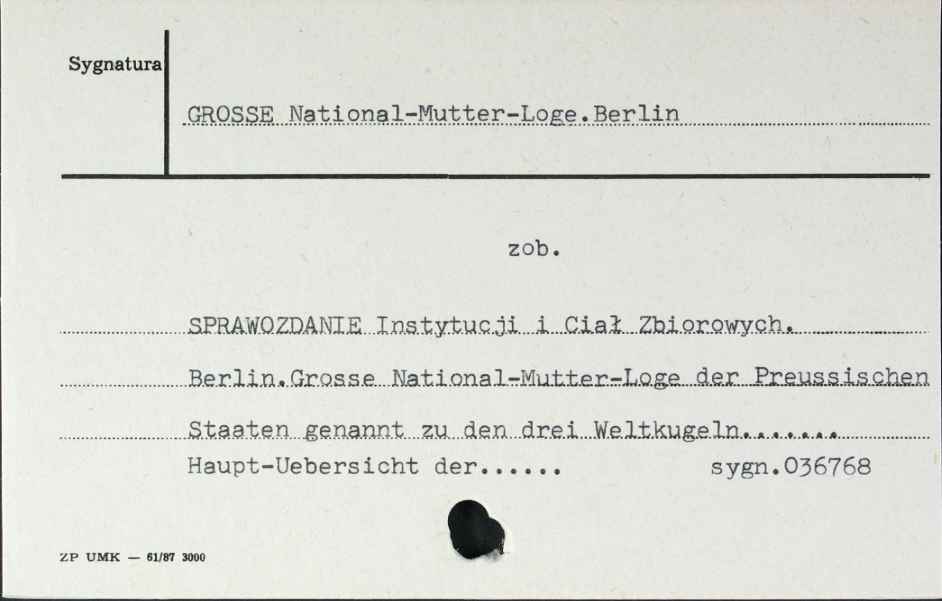 Sygnatura
GROSSE National-Mutter-Loge.Berlin
zob.
SPRAWOZDANIE Instytucji i Ciał Zbiorowych.
Berlin.Grosse National-Mutter-Loge der Preussischen
Staaten genannt zu den drei Weltkugeln.......
Haupt-Uebersicht der...... sygn.036768
ZP UMK — 61/87 3000